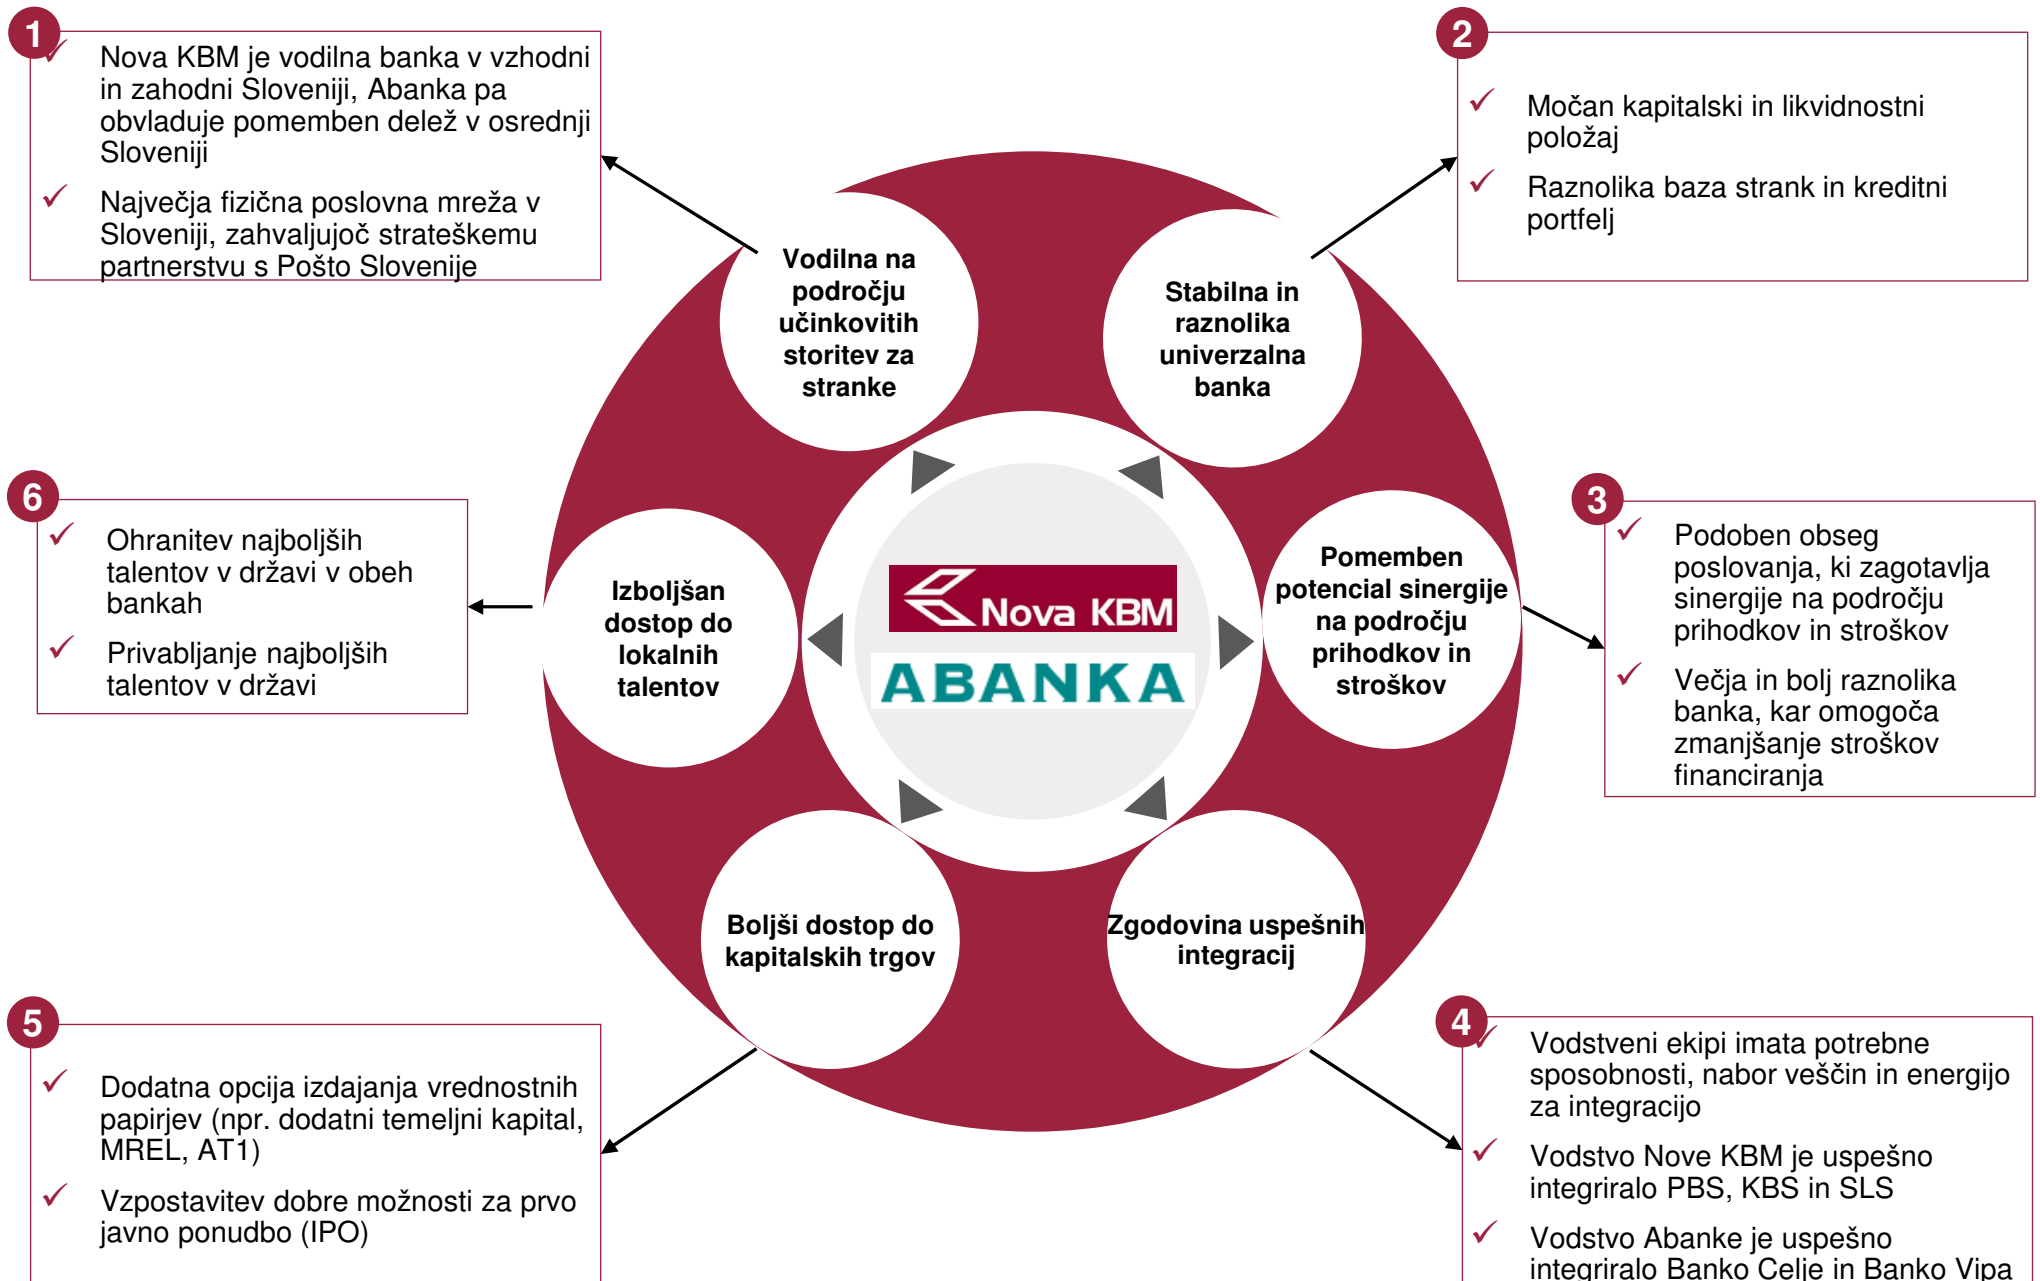 1
Nova KBM je vodilna banka v vzhodni
in zahodni Sloveniji, Abanka pa
obvladuje pomemben delež v osrednji
Sloveniji
Največja fizična poslovna mreža v
Sloveniji, zahvaljujoč strateškemu
partnerstvu s Pošto Slovenije
2
Močan kapitalski in likvidnostni
položaj
Raznolika baza strank in kreditni
portfelj
Vodilna na
področju
učinkovitih
storitev za
stranke
Stabilna in
raznolika
univerzalna
banka
6
Ohranitev najboljših
talentov v državi v obeh
bankah
Privabljanje najboljših
talentov v državi
Izboljšan
dostop do
lokalnih
talentov
Nova KBM
ABANKA
Pomemben
potencial sinergije
na področju
prihodkov in
stroškov
3
Podoben obseg
poslovanja, ki zagotavlja
sinergije na področju
prihodkov in stroškov
Večja in bolj raznolika
banka, kar omogoča
zmanjšanje stroškov
financiranja
Boljši dostop do
kapitalskih trgov
Zgodovina uspešnih
integracij
5
Dodatna opcija izdajanja vrednostnih
papirjev (npr. dodatni temeljni kapital,
MREL, AT1)
Vzpostavitev dobre možnosti za prvo
javno ponudbo (IPO)
4
Vodstveni ekipi imata potrebne
sposobnosti, nabor veščin in energijo
za integracijo
Vodstvo Nove KBM je uspešno
integriralo PBS, KBS in SLS
Vodstvo Abanke je uspešno
integriralo Banko Celje in Banko Vipa